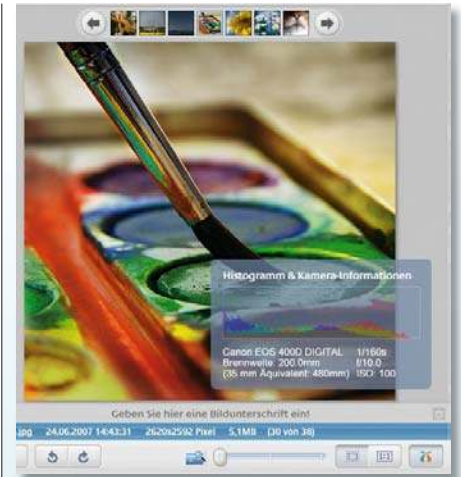 Histogramm & Kamera-Informationen
Canon EOS 400D DIGITAL 1/160s
Brennweite: 200.0mm f/10.0
(35 mm Äquivalent: 480mm) ISO: 100
Geben Sie hier eine Bildunterschrift ein!
.jpg 24.06.2007 14:43:31 2620x2592 Pixel 5,1MB (30 von 38)
1:1